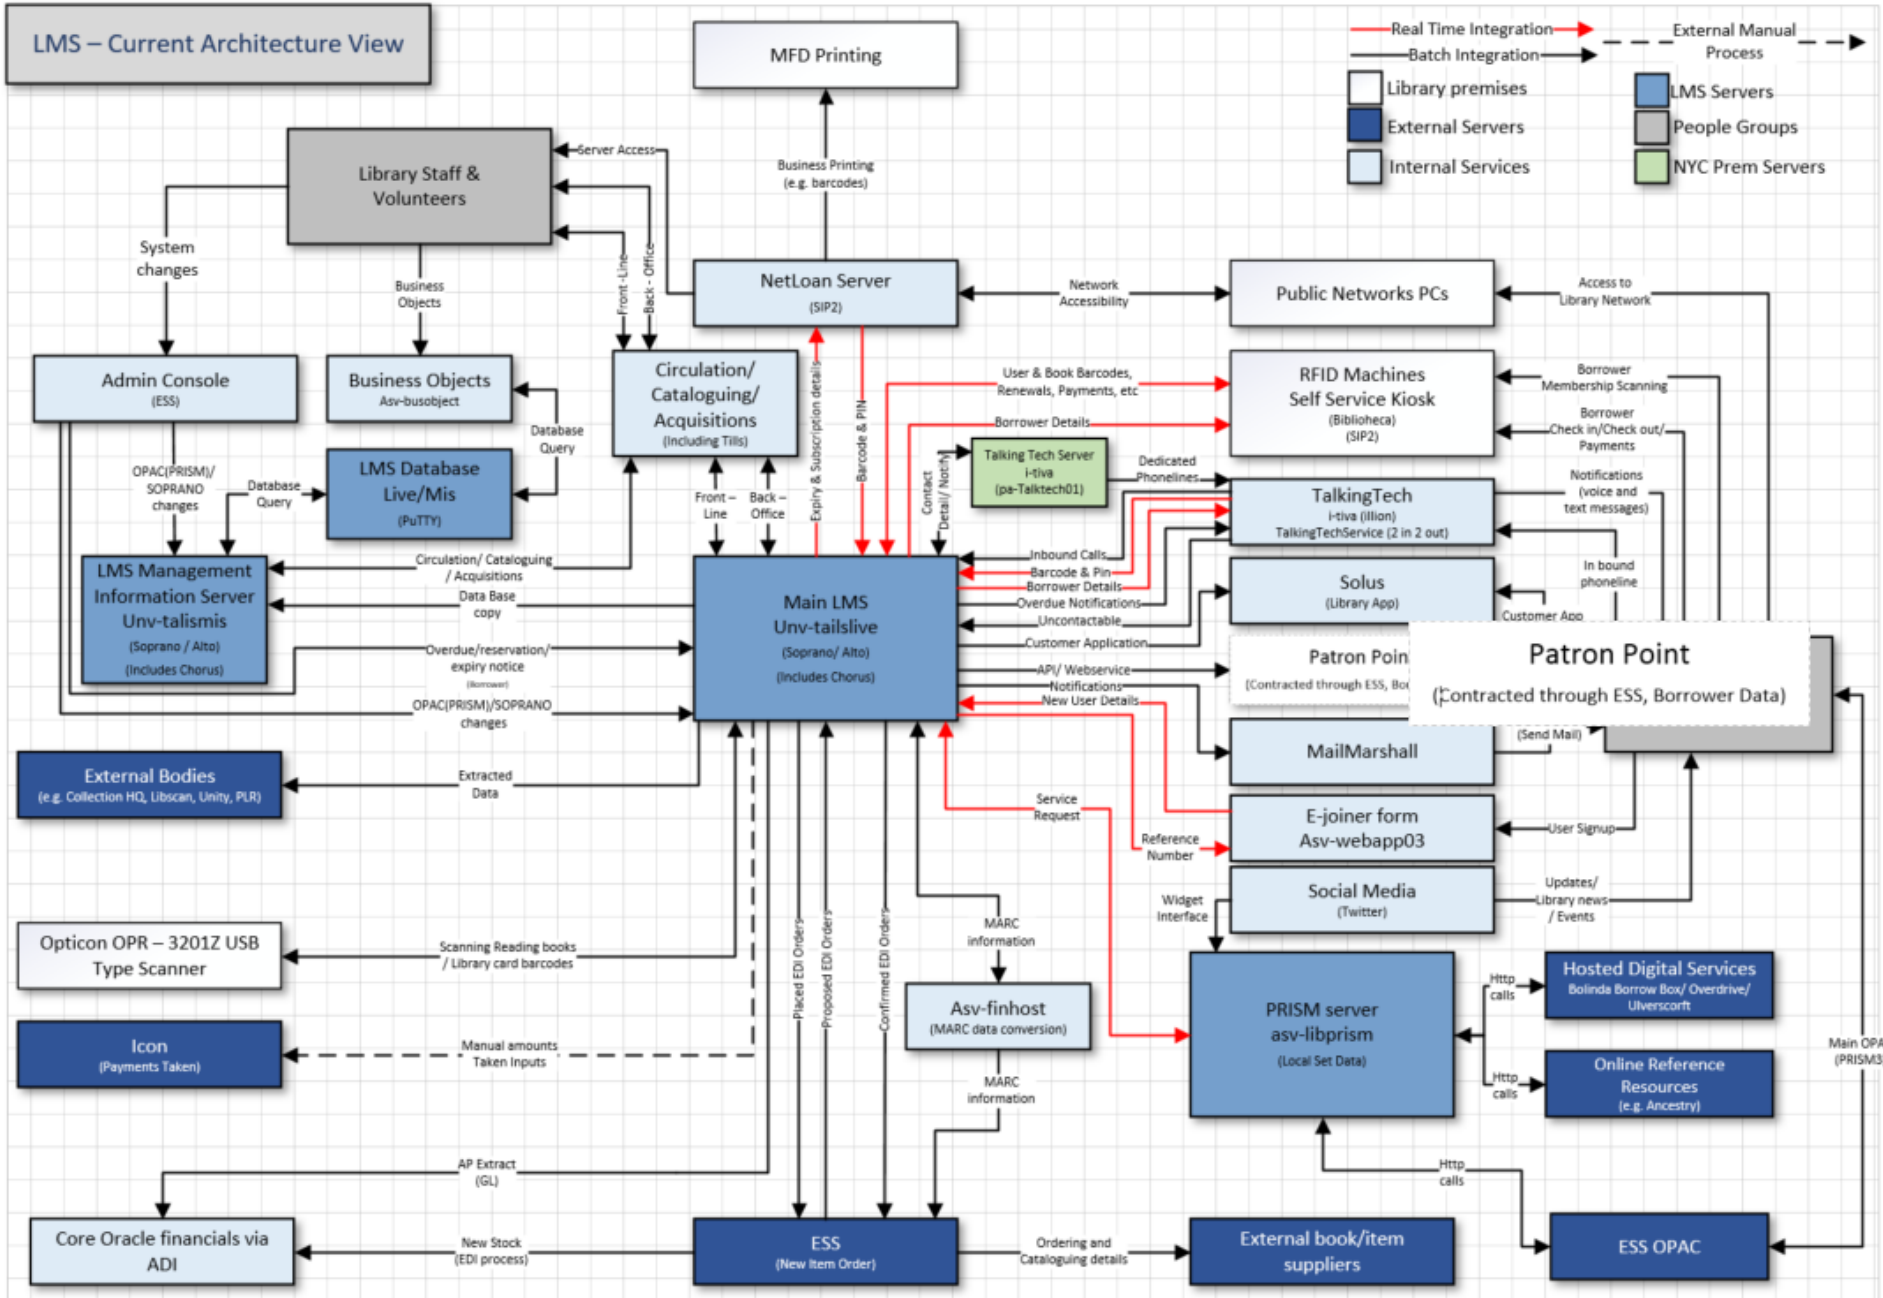 LMS – Current Architecture View
MFD Printing
Real Time Integration
Batch Integration
External Manual
Process
Library premises
External Servers
Internal Services
LMS Servers
People Groups
NYC Prem Servers
Library Staff &
Volunteers
Server Access
Business Printing
(e.g. barcodes)
System
changes
Business
Objects
Front -Line
Back - Office
NetLoan Server
(SIP2)
Network
Accessibility
Public Networks PCs
Access to
Library Network
Admin Console
(ESS)
Business Objects
Asv-busobject
Circulation/
Cataloguing/
Acquisitions
(Including Tills)
Expiry & Subscription details
Barcode & PIN
User & Book Barcodes,
Renewals, Payments, etc
Borrower Details
RFID Machines
Self Service Kiosk
(Biblioheca)
(SIP2)
Borrower
Membership Scanning
Borrower
Check in/Check out/
Payments
Database
Query
LMS Database
Live/Mis
(PuTTY)
OPAC(PRISM)/
SOPRANO
changes
Database
Query
Front –
Line
Back –
Office
Contact
Detail/ Notify
Talking Tech Server
i-tiva
(pa-Talktech01)
Dedicated
Phonelines
TalkingTech
i-tiva (illion)
TalkingTechService (2 in 2 out)
Notifications
(voice and
text messages)
In bound
phoneline
LMS Management
Information Server
Unv-talismis
(Soprano / Alto)
(Includes Chorus)
Circulation/ Cataloguing
/ Acquisitions
Data Base
copy
Overdue/reservation/
expiry notice
(Borrower)
OPAC(PRISM)/SOPRANO
changes
Main LMS
Unv-tailslive
(Soprano/ Alto)
(Includes Chorus)
Inbound Calls
Barcode & Pin
Borrower Details
Overdue Notifications
Uncontactable
Customer Application
API/ Webservice
Notifications
New User Details
Solus
(Library App)
Customer App
Patron Poin
(Contracted through ESS, Bo
Patron Point
(Contracted through ESS, Borrower Data)
MailMarshall
(Send Mail)
External Bodies
(e.g. Collection HQ, Libscan, Unity, PLR)
Extracted
Data
Service
Request
Reference
Number
E-joiner form
Asv-webapp03
User Signup
Social Media
(Twitter)
Updates/
Library news
/ Events
Widget
Interface
Opticon OPR – 3201Z USB
Type Scanner
Scanning Reading books
/ Library card barcodes
Placed EDI Orders
Proposed EDI Orders
Confirmed EDI Orders
MARC
information
Asv-finhost
(MARC data conversion)
MARC
information
PRISM server
asv-libprism
(Local Set Data)
Http
calls
Hosted Digital Services
Bolinda Borrow Box/ Overdrive/
Ulverscorft
Http
calls
Online Reference
Resources
(e.g. Ancestry)
Main OPA
(PRISM3
Icon
(Payments Taken)
Manual amounts
Taken Inputs
AP Extract
(GL)
Http
calls
Core Oracle financials via
ADI
New Stock
(EDI process)
ESS
(New Item Order)
Ordering and
Cataloguing details
External book/item
suppliers
ESS OPAC